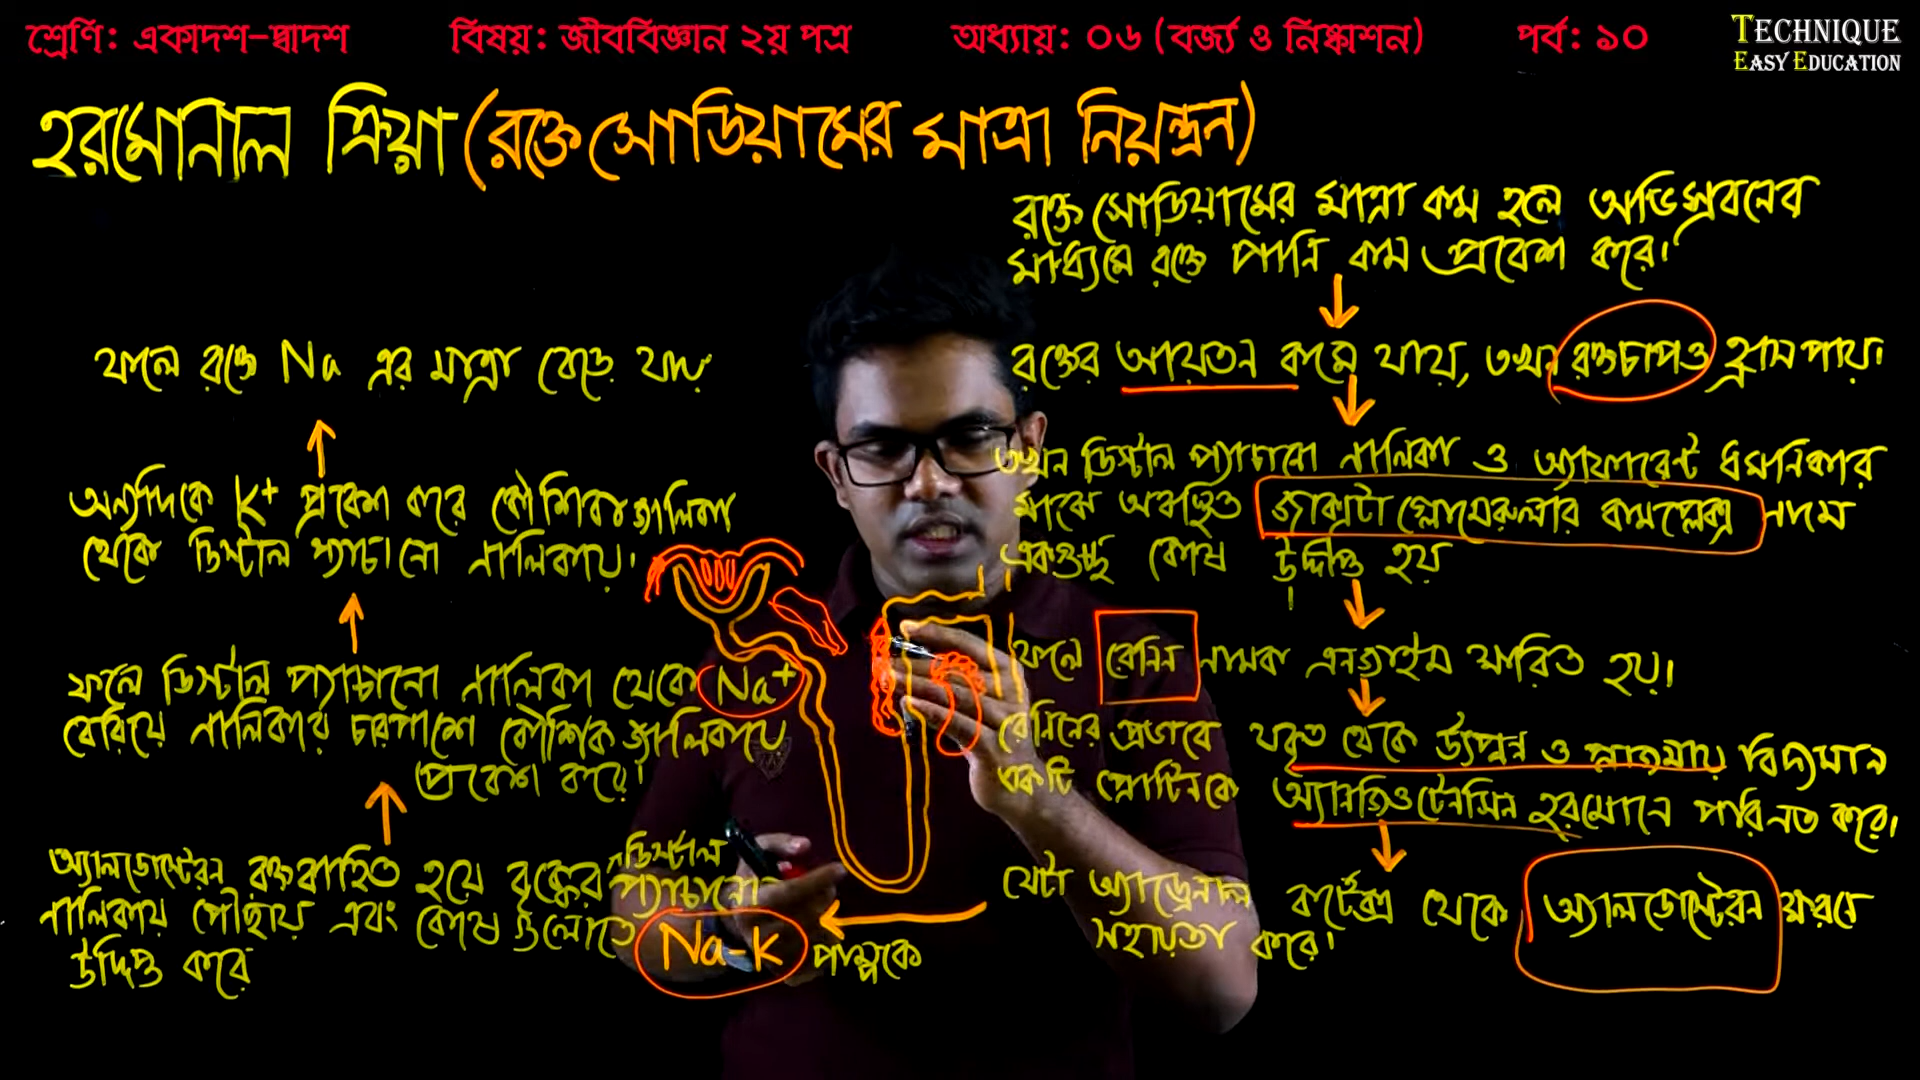 শ্রেণি: একাদশ-দ্বাদশ বিষয়: জীববিজ্ঞান ২য় পত্র অধ্যায়: ০৬ (বর্জ্য ও নিষ্কাশন) পর্ব: ১০
TECHNIQUE
EASY EDUCATION
হরমোনাল ক্রিয়া (রক্তে সোডিয়ামের মাত্রা নিয়ন্ত্রন)
রক্তে সোডিয়ামের মাত্রা কম হলে অভিস্রবনের
মাধ্যমে রক্তে পানি কম প্রবেশ করে।
রক্তের আয়তন কমে যায়, তখন রক্তচাপও হ্রাস পায়।
তখন ডিস্টাল প্যাচানো নালিকা ও অ্যাফারেন্ট ধমনিকার
মাঝে অবস্থিত জাক্সটা গ্লোমেরুলার কমপ্লেক্স নামে
একগুচ্ছ কোষ উদ্দীপ্ত হয়
ফলে রেনিন নামক এনজাইম ক্ষরিত হয়।
রেনিনের প্রভাবে যকৃত থেকে উৎপন্ন ও প্লাজমায় বিদ্যমান
একটি প্রোটিনকে অ্যানজিওটেনসিন হরমোনে পরিনত করে।
যেটা অ্যাড্রেনাল কর্টেক্স থেকে অ্যালডোস্টেরন ক্ষরণে
সহায়তা করে।
অ্যালডোস্টেরন রক্তবাহিত হয়ে বৃক্কের ডিস্টাল প্যাচানো
নালিকায় পৌছায় এবং কোষ গুলোতে Na-K পাম্পকে
উদ্দিপ্ত করে
ফলে ডিস্টাল প্যাচানো নালিকা থেকে Na+
বেরিয়ে নালিকার চারপাশে কৌশিক জালিকায়
প্রবেশ করে।
অন্যদিকে K+ প্রবেশ করে কৌশিক জালিকা
থেকে ডিস্টাল প্যাচানো নালিকায়।
ফলে রক্তে Na এর মাত্রা বেড়ে যায়